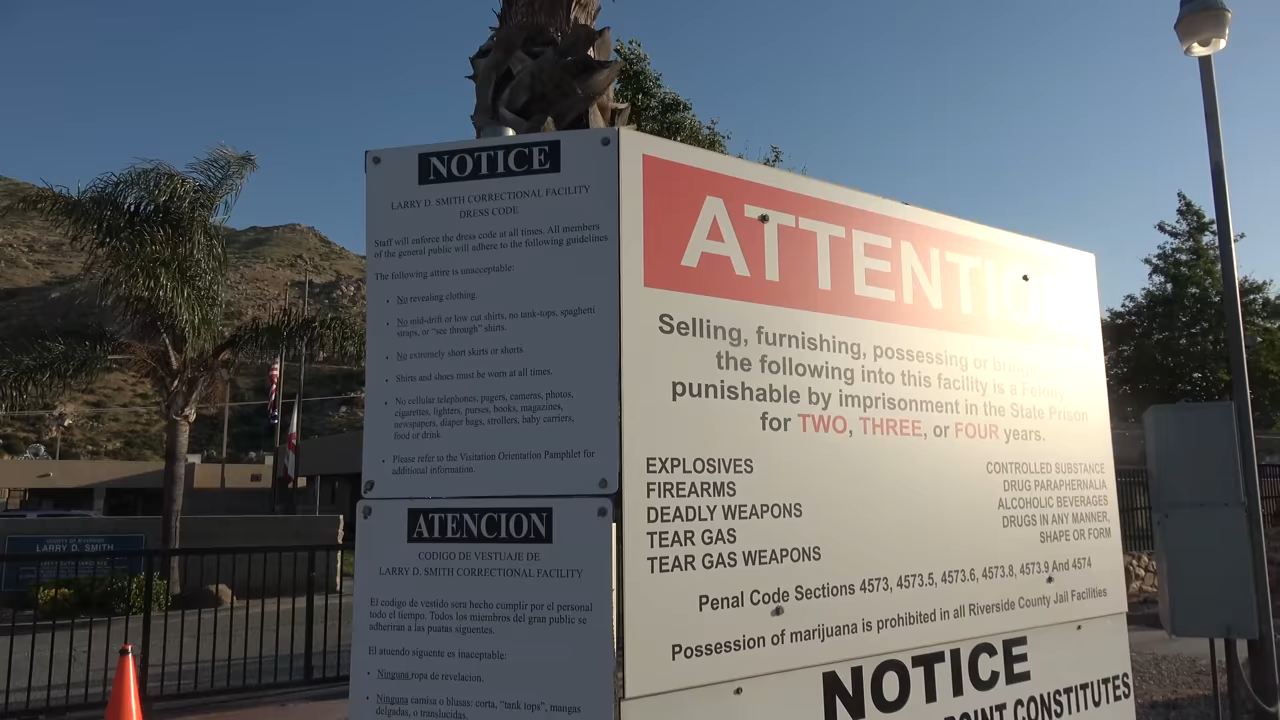 NOTICE
LARRY D. SMITH CORRECTIONAL FACILITY
DRESS CODE
Staff will enforce the dress code at all times. All members
of the general public will adhere to the following guidelines
The following attire is unacceptable:
• No revealing clothing.
• No mid-drift or low cut shirts, no tank-tops, spaghetti
straps, or “see through” shirts.
• No extremely short skirts or shorts
• Shirts and shoes must be worn at all times.
• No cellular telephones, pagers, cameras, photos,
cigarettes, lighters, purses, books, magazines,
newspapers, diaper bags, strollers, baby carriers,
food or drink.
• Please refer to the Visitation Orientation Pamphlet for
additional information.
ATENCION
CODIGO DE VESTUAJE DE
LARRY D. SMITH CORRECTIONAL FACILITY
El codigo de vestido sera hecho cumplir por el personal
todo el tiempo. Todos los miembros del gran public se
adheriran a las puatas siguentes.
El atuendo siguente es inaceptable:
• Ninguna ropa de revelacion.
• Ninguna camisa o blusas: corta, “tank tops”, mangas
delgadas, o translucidas.
ATTENTIO
Selling, furnishing, possessing or
the following into this facility is a Felony
punishable by imprisonment in the State Prison
for TWO, THREE, or FOUR years.
EXPLOSIVES
FIREARMS
DEADLY WEAPONS
TEAR GAS
TEAR GAS WEAPONS
CONTROLLED SUBSTANCE
DRUG PARAPHERNALIA
ALCOHOLIC BEVERAGES
DRUGS IN ANY MANNER,
SHAPE OR FORM
Penal Code Sections 4573, 4573.5, 4573.6, 4573.8, 4573.9 And 4574
Possession of marijuana is prohibited in all Riverside County Jail Facilities
NOTICE
POINT CONSTITUTES
COUNTY OF RIVERSIDE
LARRY D. SMITH